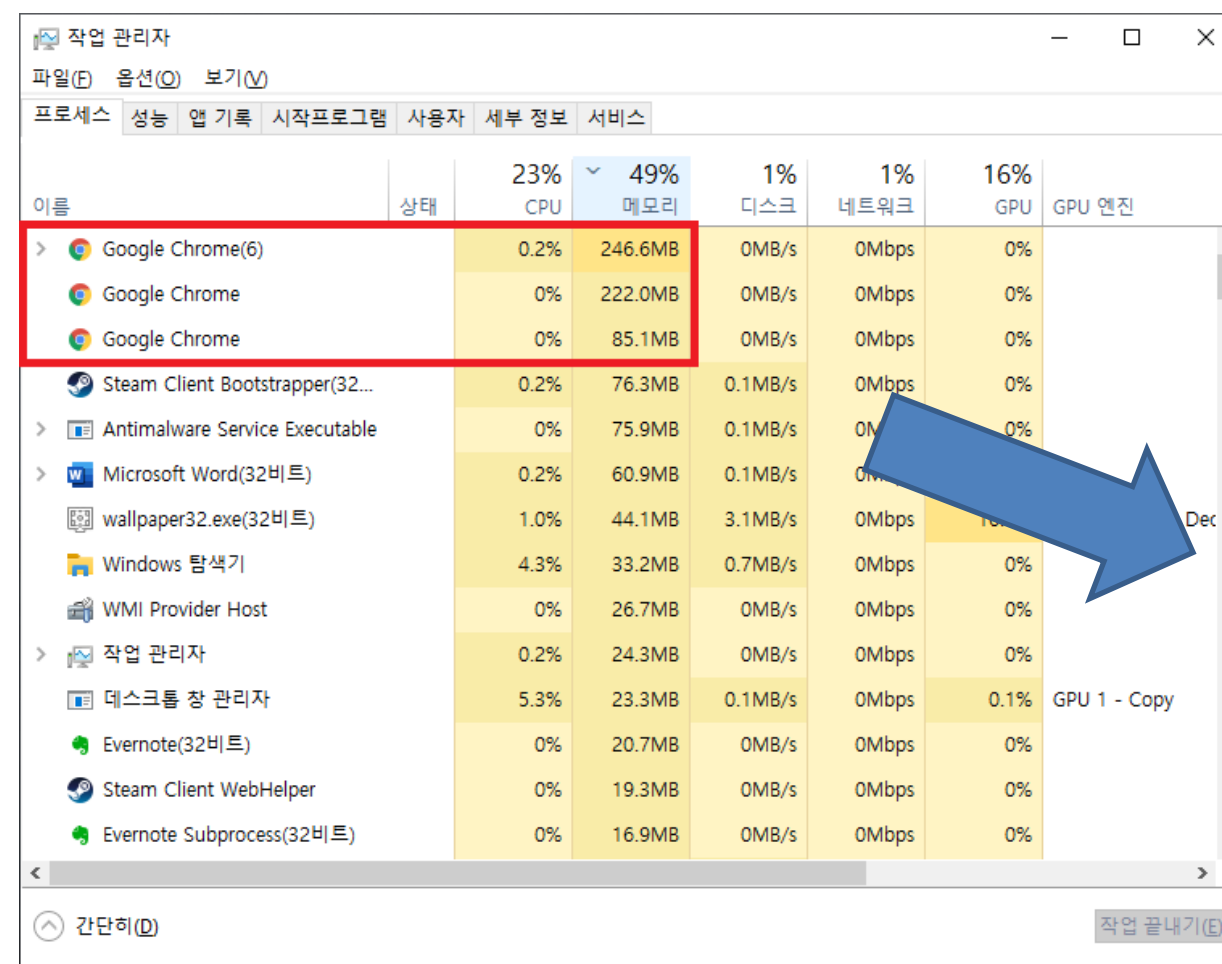 작업 관리자
파일(F) 옵션(O) 보기(V)
프로세스 성능 앱 기록 시작프로그램 사용자 세부 정보 서비스
23% 49% 1% 1% 16%
이름 상태 CPU 메모리 디스크 네트워크 GPU GPU 엔진
Google Chrome(6) 0.2% 246.6MB 0MB/s 0Mbps 0%
Google Chrome 0% 222.0MB 0MB/s 0Mbps 0%
Google Chrome 0% 85.1MB 0MB/s 0Mbps 0%
Steam Client Bootstrapper(32... 0.2% 76.3MB 0.1MB/s 0Mbps 0%
Antimalware Service Executable 0% 75.9MB 0.1MB/s 0%
Microsoft Word(32비트) 0.2% 60.9MB 0.1MB/s
wallpaper32.exe(32비트) 1.0% 44.1MB 3.1MB/s 0Mbps Dec
Windows 탐색기 4.3% 33.2MB 0.7MB/s 0Mbps 0%
WMI Provider Host 0% 26.7MB 0MB/s 0Mbps 0%
작업 관리자 0.2% 24.3MB 0MB/s 0Mbps 0%
데스크톱 창 관리자 5.3% 23.3MB 0.1MB/s 0Mbps 0.1% GPU 1 - Copy
Evernote(32비트) 0% 20.7MB 0MB/s 0Mbps 0%
Steam Client WebHelper 0% 19.3MB 0MB/s 0Mbps 0%
Evernote Subprocess(32비트) 0% 16.9MB 0MB/s 0Mbps 0%
간단히(D) 작업 끝내기(E)